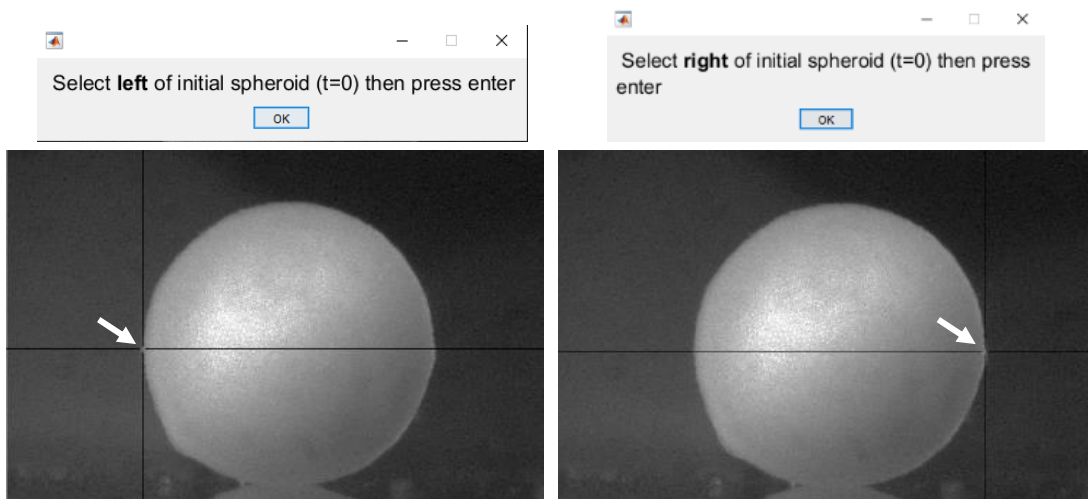 Select left of initial spheroid (t=0) then press enter
OK
Select right of initial spheroid (t=0) then press
enter
OK